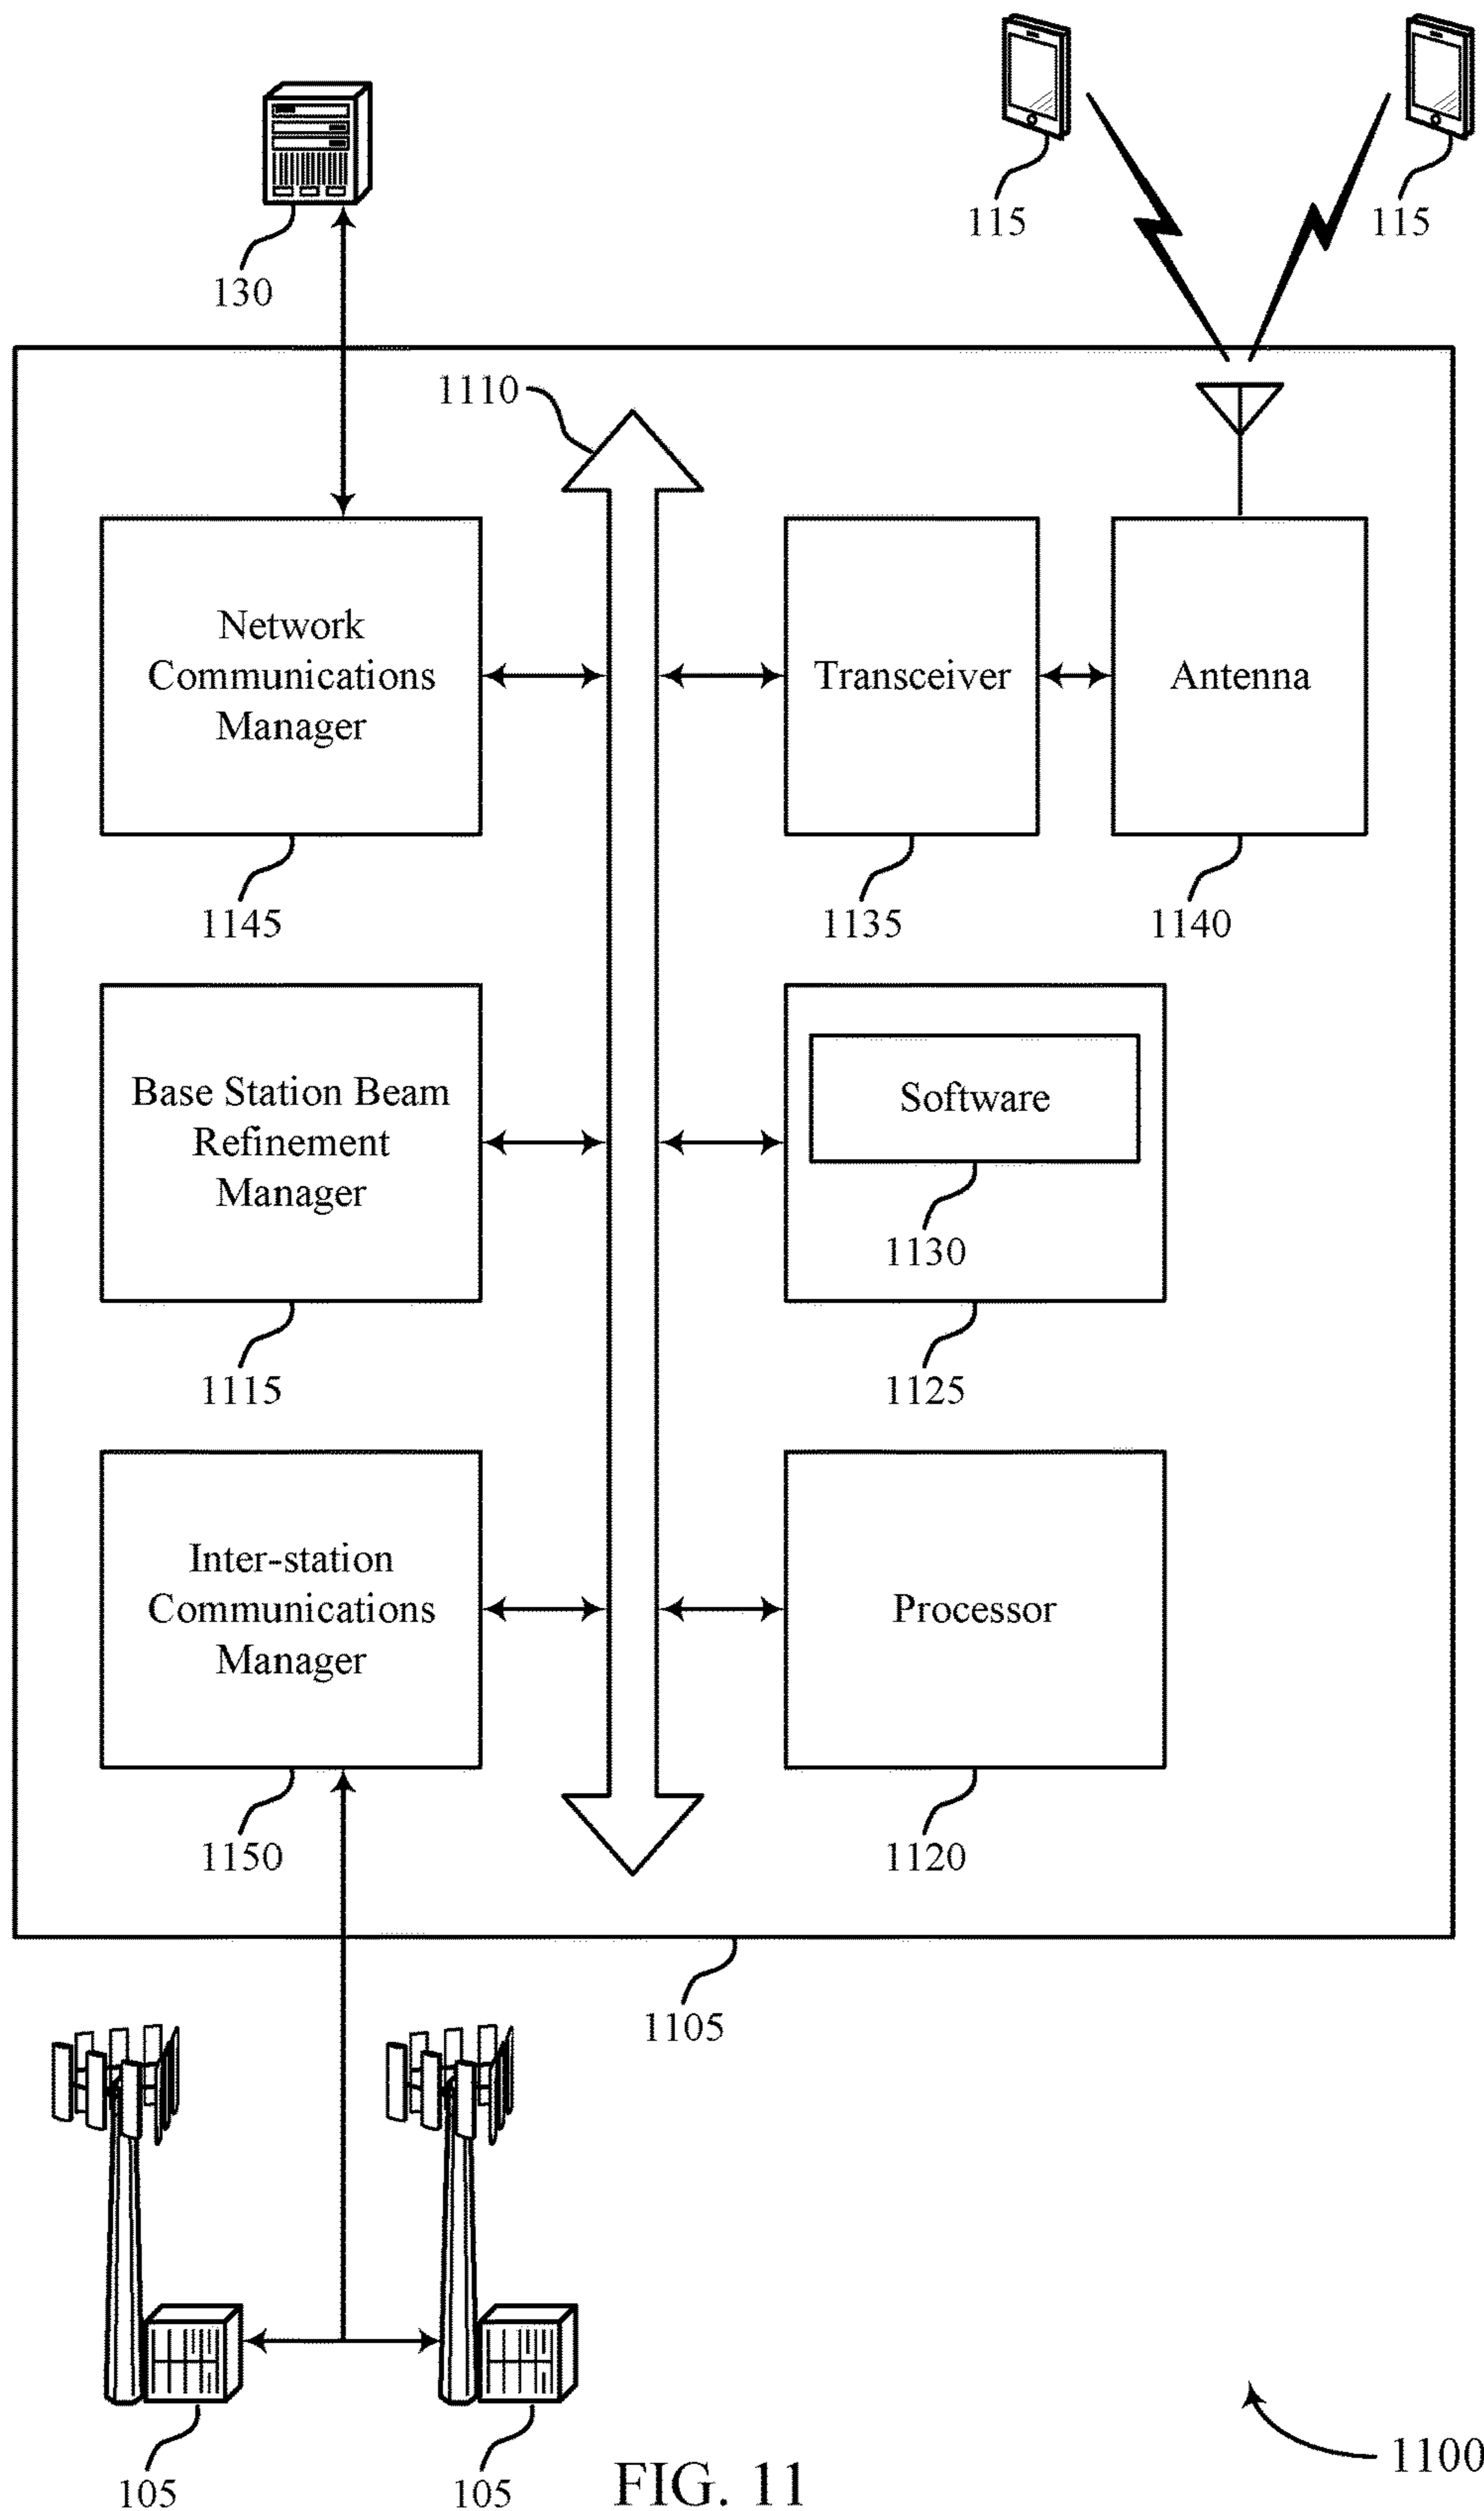 115
115
130
1110
Network
Communications
Manager
Transceiver
Antenna
1145
1135
1140
Base Station Beam
Refinement
Manager
Software
1130
1115
1125
Inter-station
Communications
Manager
Processor
1150
1120
1105
105
105
FIG. 11
1100